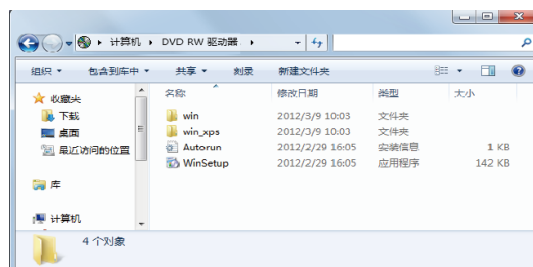 计算机 DVD RW 驱动器
组织 包含到库中 共享 刻录 新建文件夹
收藏夹
下载
桌面
最近访问的位置
库
计算机
名称 修改日期 类型 大小
win 2012/3/9 10:03 文件夹
win_xps 2012/3/9 10:03 文件夹
Autorun 2012/2/29 16:05 安装信息 1 KB
WinSetup 2012/2/29 16:05 应用程序 142 KB
4 个对象